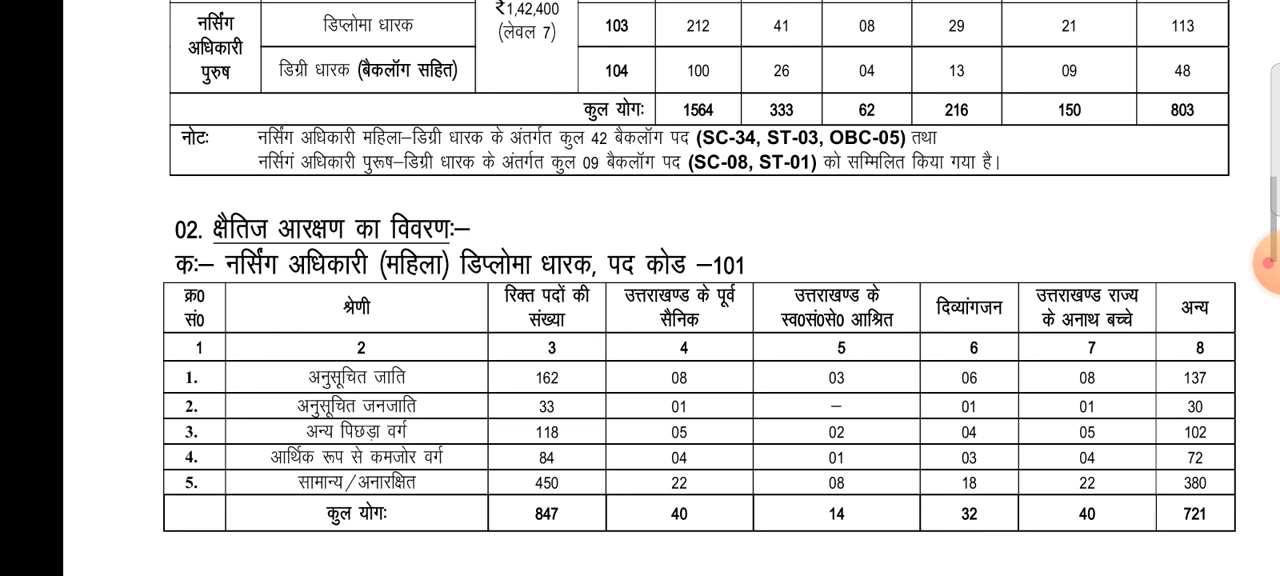 ₹1,42,400
(लेवल 7)
नर्सिंग
अधिकारी
पुरुष
डिप्लोमा धारक 103 212 41 08 29 21 113
डिग्री धारक (बैकलॉग सहित) 104 100 26 04 13 09 48
कुल योगः 1564 333 62 216 150 803
नोटः नर्सिंग अधिकारी महिला–डिग्री धारक के अंतर्गत कुल 42 बैकलॉग पद (SC-34, ST-03, OBC-05) तथा
नर्सिगं अधिकारी पुरूष–डिग्री धारक के अंतर्गत कुल 09 बैकलॉग पद (SC-08, ST-01) को सम्मिलित किया गया है।
02. क्षैतिज आरक्षण का विवरणः–
कः– नर्सिंग अधिकारी (महिला) डिप्लोमा धारक, पद कोड –101
क्र0 सं0 श्रेणी रिक्त पदों की संख्या उत्तराखण्ड के पूर्व सैनिक उत्तराखण्ड के स्व0सं0से0 आश्रित दिव्यांगजन उत्तराखण्ड राज्य के अनाथ बच्चे अन्य
1 2 3 4 5 6 7 8
1. अनुसूचित जाति 162 08 03 06 08 137
2. अनुसूचित जनजाति 33 01 – 01 01 30
3. अन्य पिछड़ा वर्ग 118 05 02 04 05 102
4. आर्थिक रूप से कमजोर वर्ग 84 04 01 03 04 72
5. सामान्य/अनारक्षित 450 22 08 18 22 380
कुल योगः 847 40 14 32 40 721